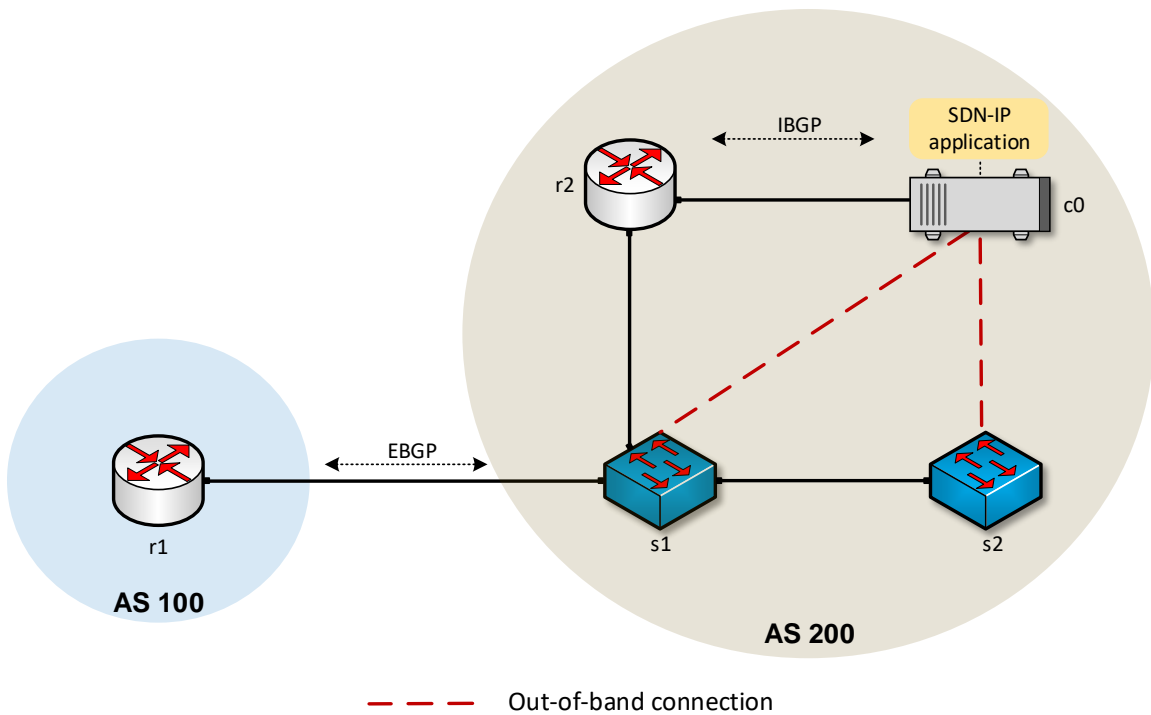 SDN-IP
application
IBGP
r2
c0
EBGP
r1
s1
s2
AS 100
AS 200
Out-of-band connection